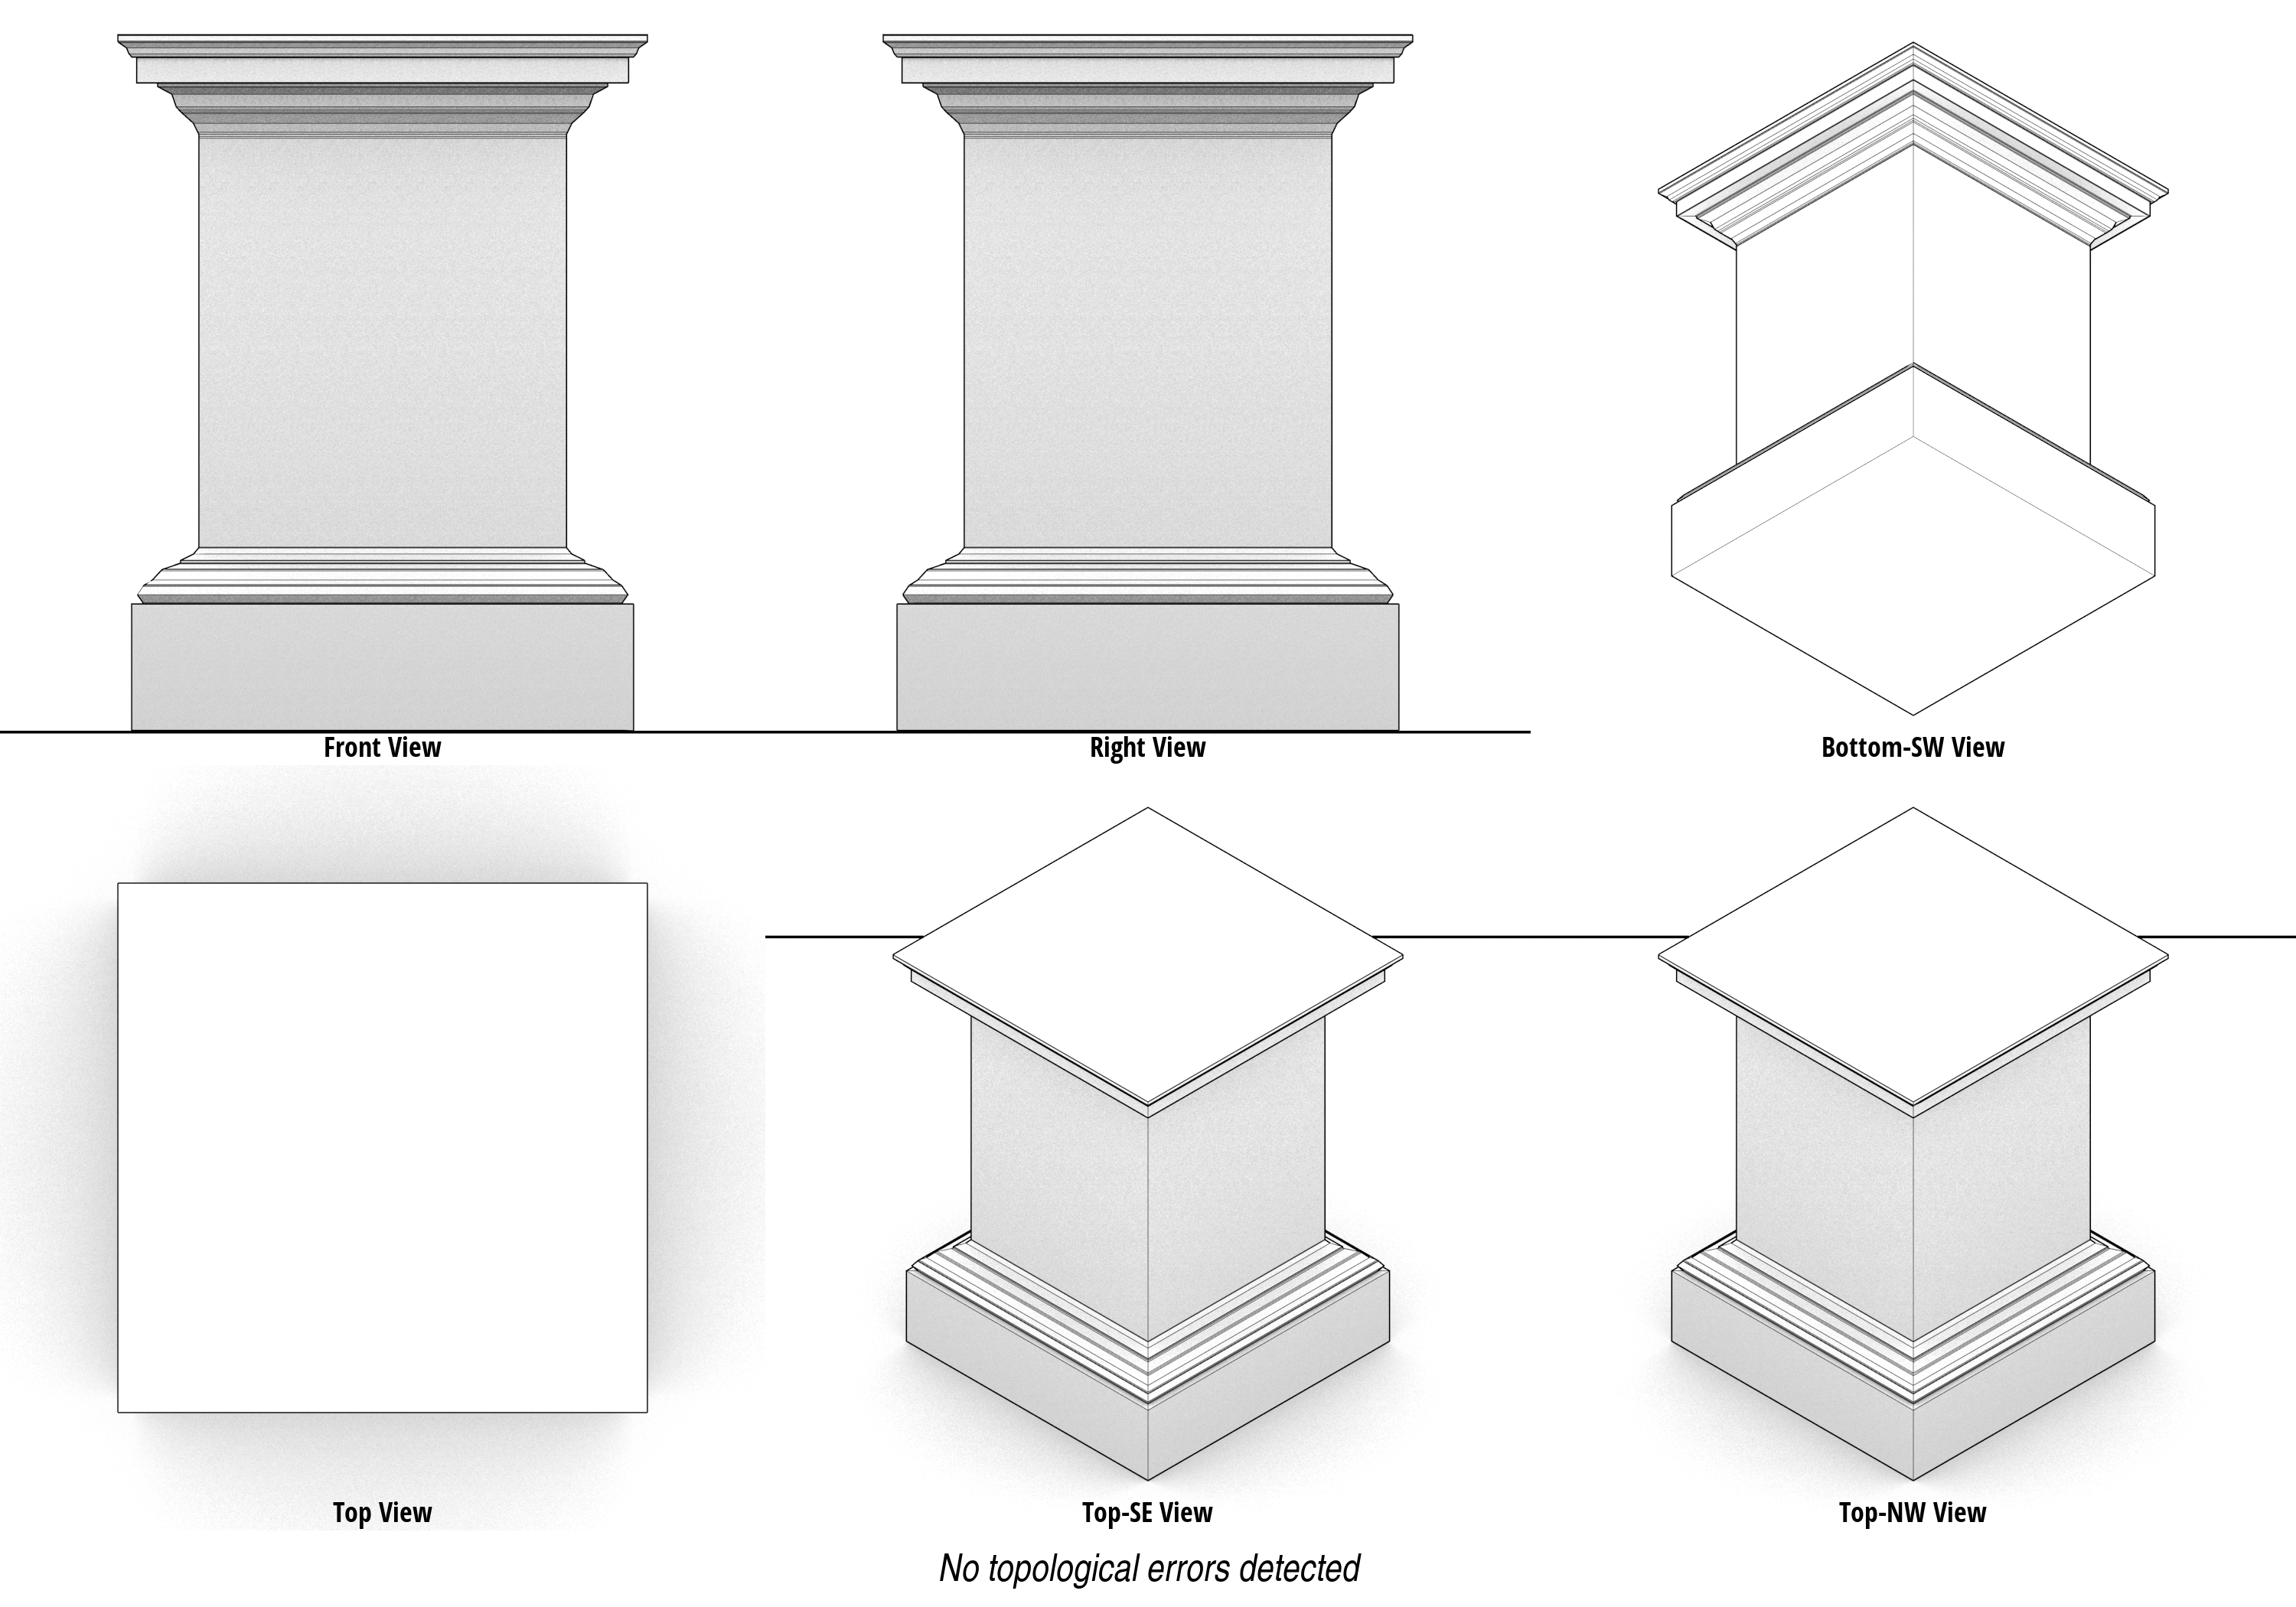 Front View
Right View
Bottom-SW View
Top View
Top-SE View
Top-NW View
No topological errors detected